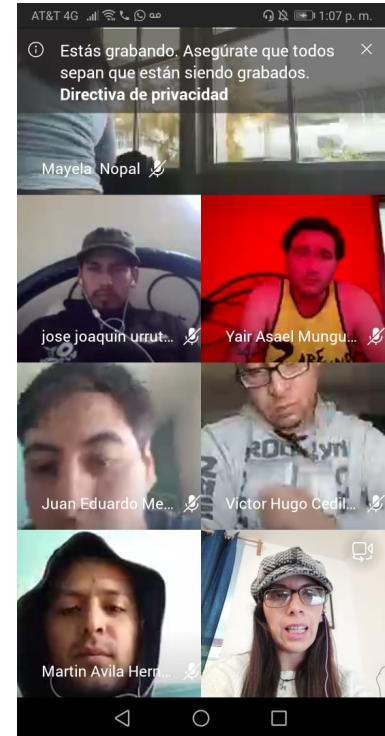 AT&T 4G 1:07 p. m.
Estás grabando. Asegúrate que todos
sepan que están siendo grabados.
Directiva de privacidad
Mayela Nopal
jose joaquin urrut...
Yair Asael Mungu...
Juan Eduardo Me...
Victor Hugo Cedil...
Martin Avila Hern...